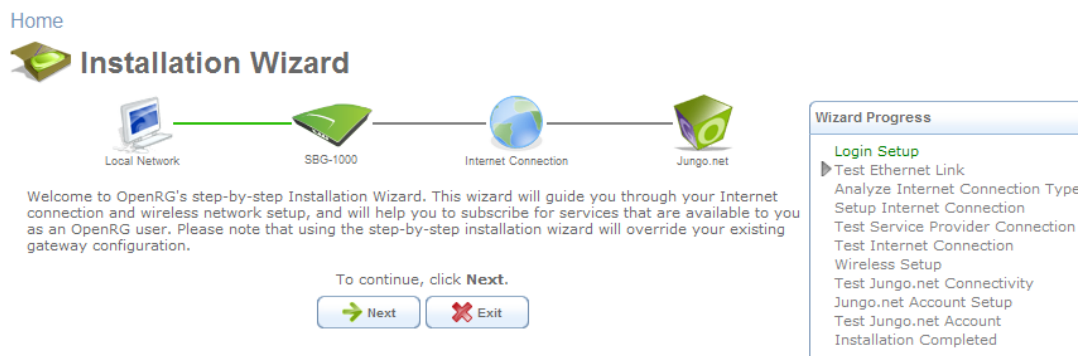 Home
Installation Wizard
Local Network
SBG-1000
Internet Connection
Jungo.net
Welcome to OpenRG's step-by-step Installation Wizard. This wizard will guide you through your Internet
connection and wireless network setup, and will help you to subscribe for services that are available to you
as an OpenRG user. Please note that using the step-by-step installation wizard will override your existing
gateway configuration.
To continue, click Next.
Next
Exit
Wizard Progress
Login Setup
Test Ethernet Link
Analyze Internet Connection Type
Setup Internet Connection
Test Service Provider Connection
Test Internet Connection
Wireless Setup
Test Jungo.net Connectivity
Jungo.net Account Setup
Test Jungo.net Account
Installation Completed